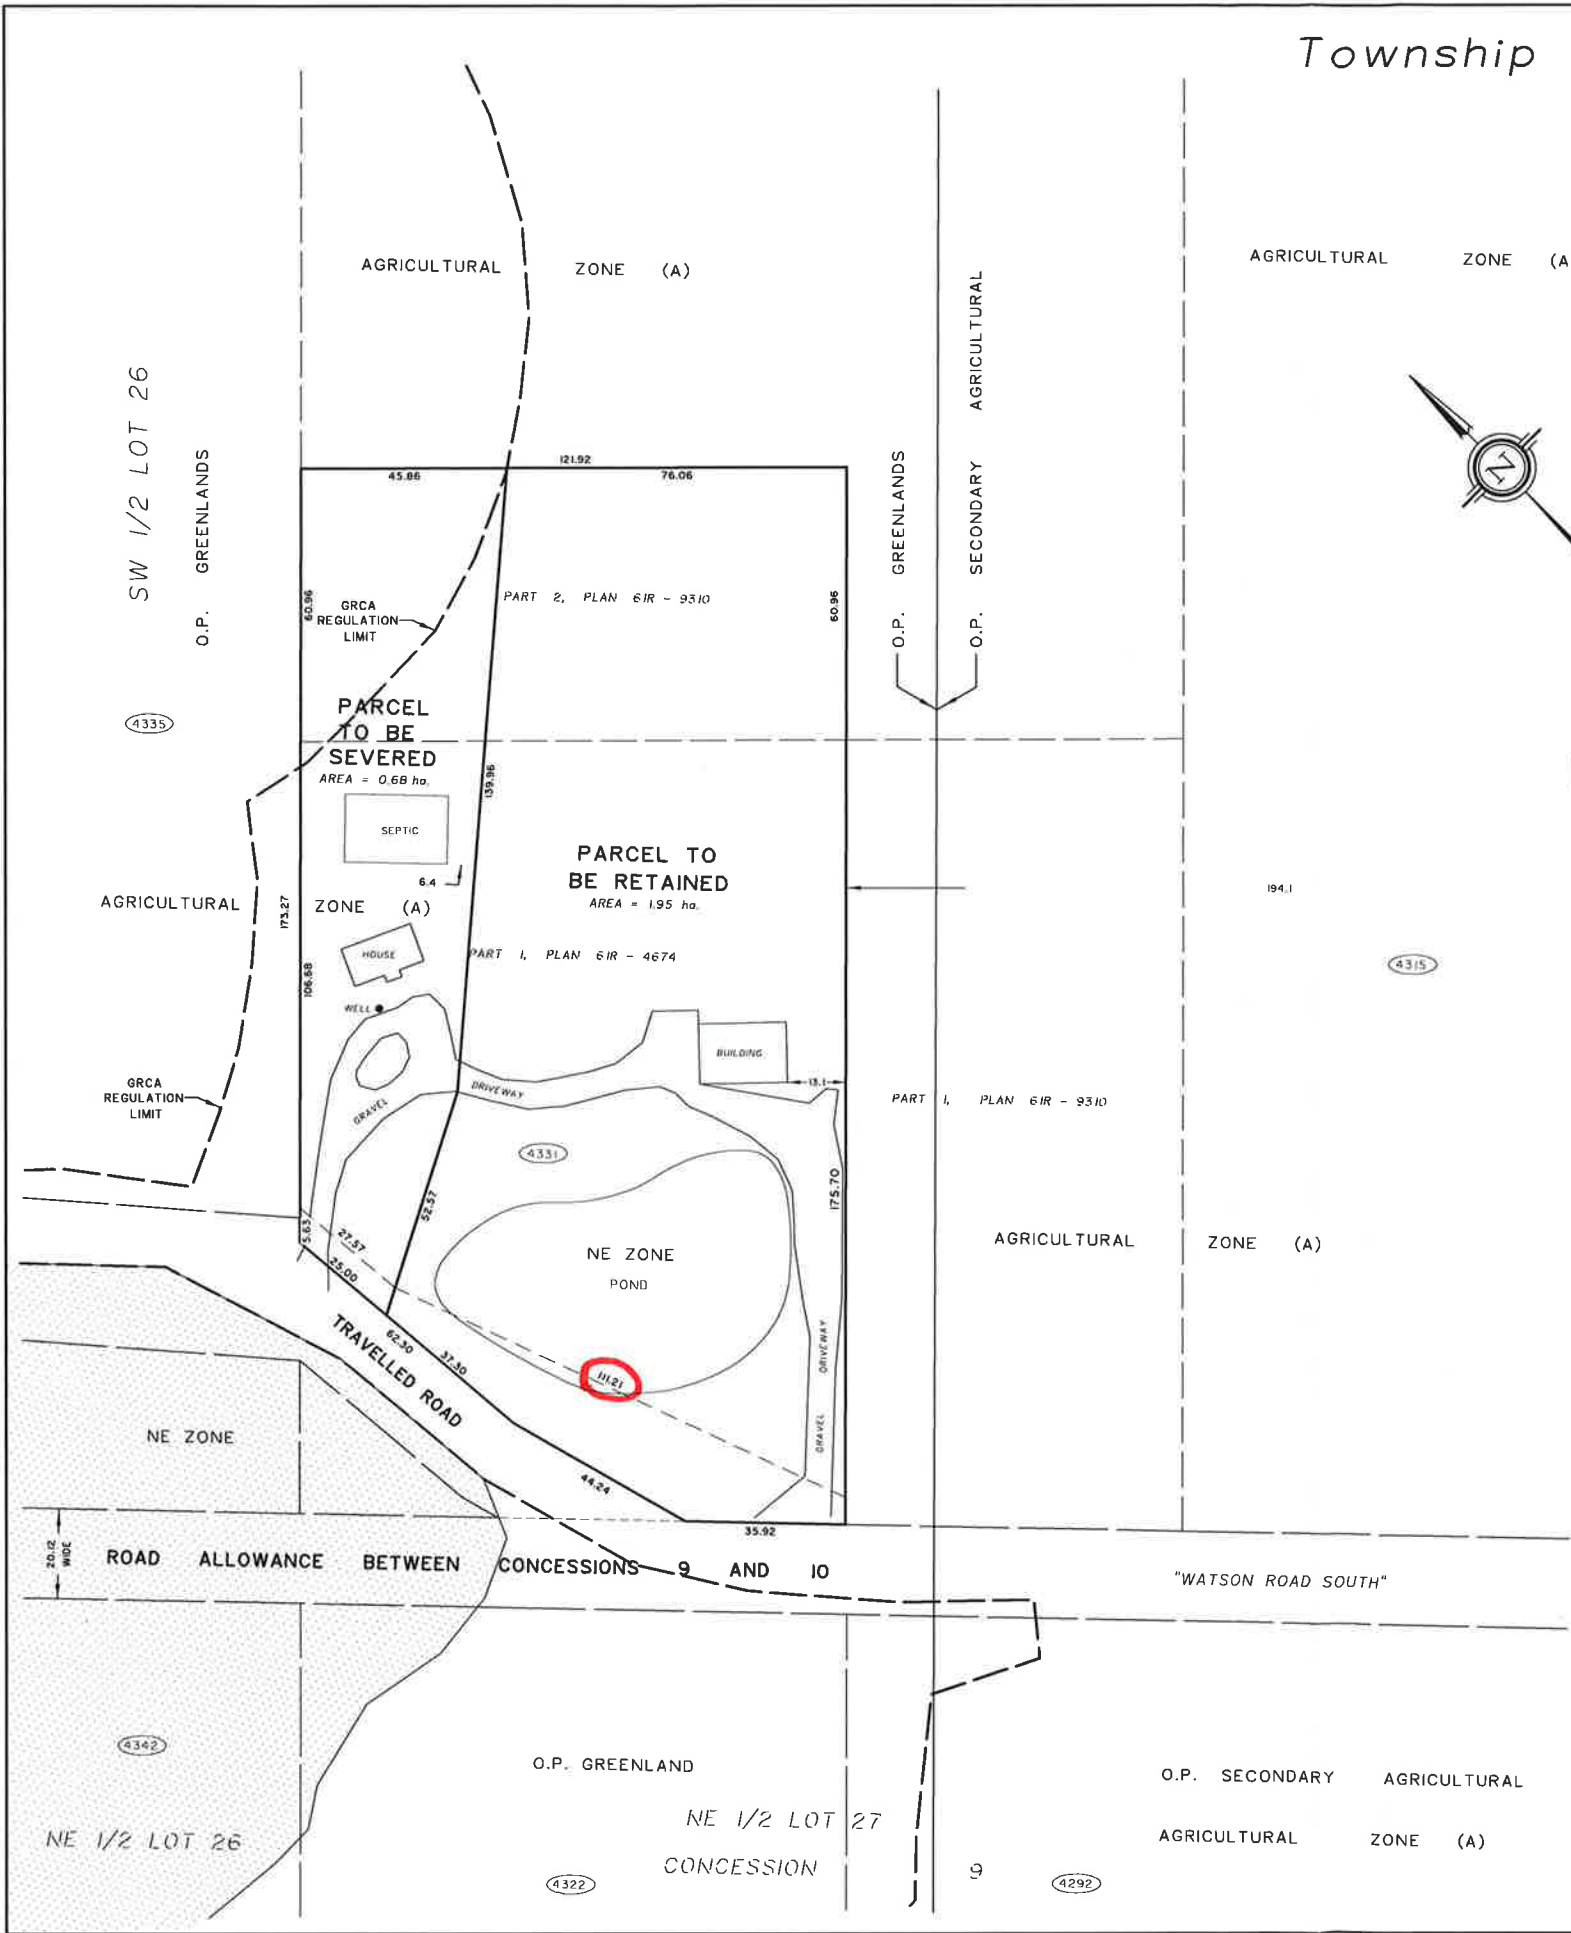 Township
AGRICULTURAL ZONE (A)
AGRICULTURAL ZONE (A
SW 1/2 LOT 26
O.P. GREENLANDS
O.P. GREENLANDS
O.P. SECONDARY AGRICULTURAL
N
121.92
45.86
76.06
60.96
60.96
GRCA
REGULATION
LIMIT
PART 2, PLAN 61R - 9310
4335
PARCEL
TO BE
SEVERED
AREA = 0.68 ha.
139.96
SEPTIC
6.4
PARCEL TO
BE RETAINED
AREA = 1.95 ha.
194.1
AGRICULTURAL ZONE (A)
173.27
106.68
HOUSE
PART 1, PLAN 61R - 4674
4315
WELL
BUILDING
13.1
GRCA
REGULATION
LIMIT
GRAVEL
DRIVEWAY
PART 1, PLAN 61R - 9310
4331
52.57
175.70
15.63
27.57
25.00
NE ZONE
POND
AGRICULTURAL ZONE (A)
TRAVELLED ROAD
62.30
37.30
111.21
GRAVEL DRIVEWAY
NE ZONE
44.24
35.92
20.12
WIDE
ROAD ALLOWANCE BETWEEN CONCESSIONS 9 AND 10
"WATSON ROAD SOUTH"
4342
O.P. GREENLAND
O.P. SECONDARY AGRICULTURAL
NE 1/2 LOT 26
NE 1/2 LOT 27
AGRICULTURAL ZONE (A)
CONCESSION 9
4322
4292